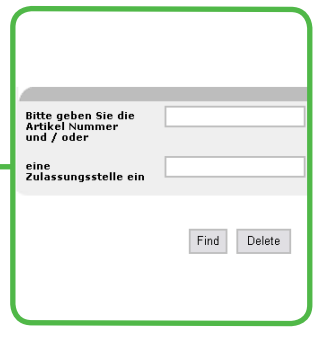 Bitte geben Sie die
Artikel Nummer
und / oder
eine
Zulassungsstelle ein
Find Delete